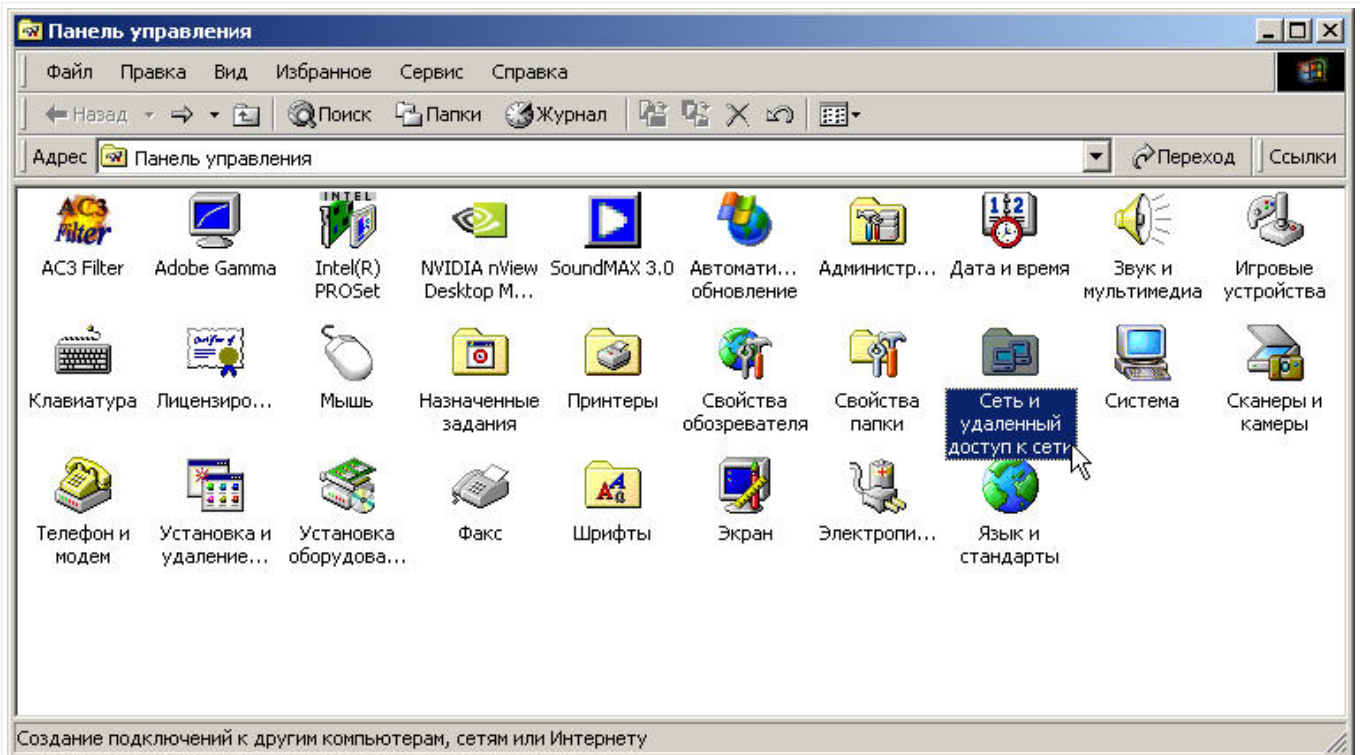 Панель управления
Файл Правка Вид Избранное Сервис Справка
Назад Поиск Папки Журнал
Адрес Панель управления Переход Ссылки
AC3 Filter Adobe Gamma Intel(R) NVIDIA nView SoundMAX 3.0 Автомати... Администр... Дата и время Звук и Игровые
PROSet Desktop M... обновление мультимедиа устройства
Клавиатура Лицензиро... Мышь Назначенные Принтеры Свойства Свойства Сеть и Система Сканеры и
задания обозревателя папки удаленный камеры
доступ к сети
Телефон и Установка и Установка Факс Шрифты Экран Электропи... Язык и
модем удаление... оборудова... стандарты
Создание подключений к другим компьютерам, сетям или Интернету